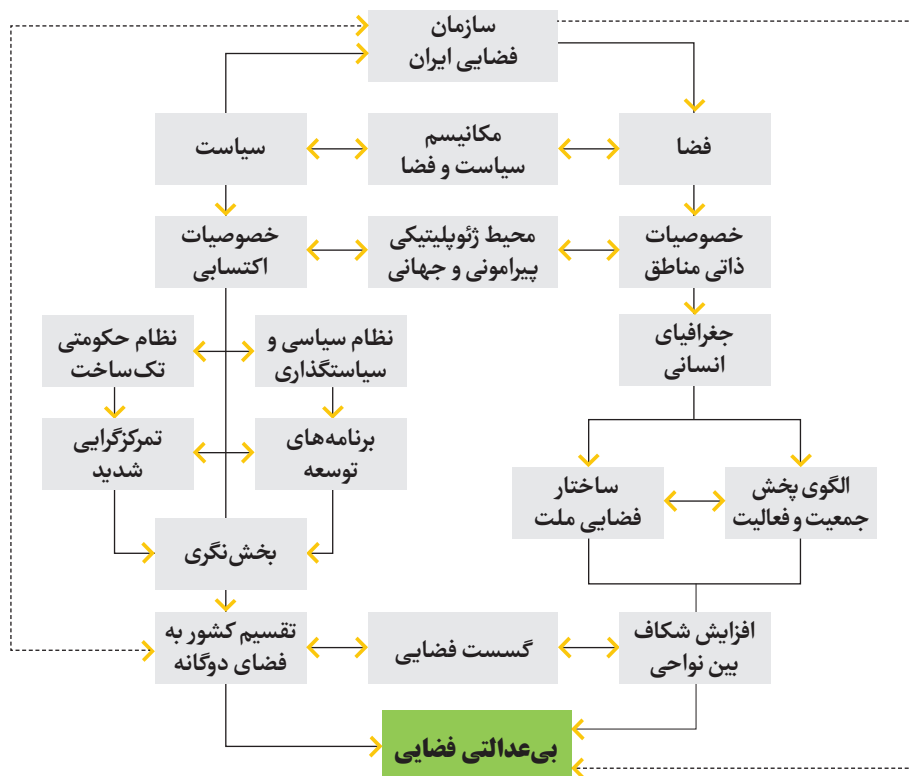 سازمان
فضایی ایران
فضا
مکانیسم
سیاست و فضا
سیاست
خصوصیات
ذاتی مناطق
محیط ژئوپلیتیکی
پیرامونی و جهانی
خصوصیات
اکتسابی
جغرافیای
انسانی
نظام سیاسی و
سیاستگذاری
نظام حکومتی
تک‌ساخت
برنامه‌های
توسعه
تمرکزگرایی
شدید
الگوی پخش
جمعیت و فعالیت
ساختار
فضایی ملت
بخش‌نگری
افزایش شکاف
بین نواحی
گسست فضایی
تقسیم کشور به
فضای دوگانه
بی‌عدالتی فضایی